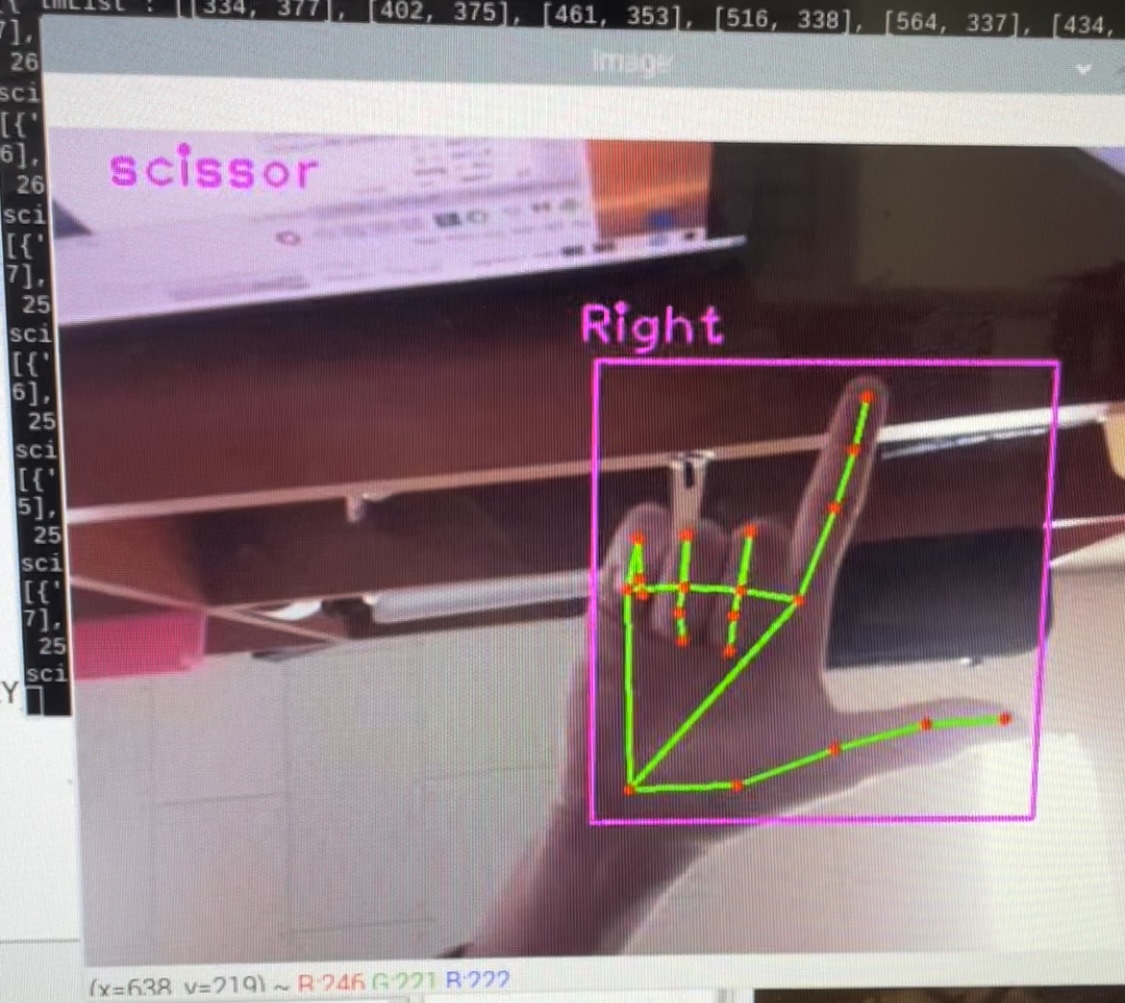 lmList': [[334, 377], [402, 375], [461, 353], [516, 338], [564, 337], [434,
7],
26
sci
[{'
6],
26
sci
[{'
7],
25
sci
[{'
6],
25
sci
[{'
5],
25
sci
[{'
7],
25
sci
Image
scissor
Right
(x=638, y=219) ~ R:246 G:221 B:222